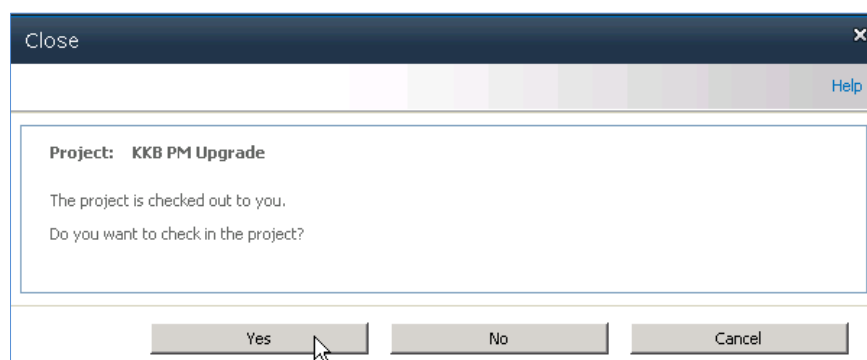 Close
Help
Project: KKB PM Upgrade
The project is checked out to you.
Do you want to check in the project?
Yes No Cancel